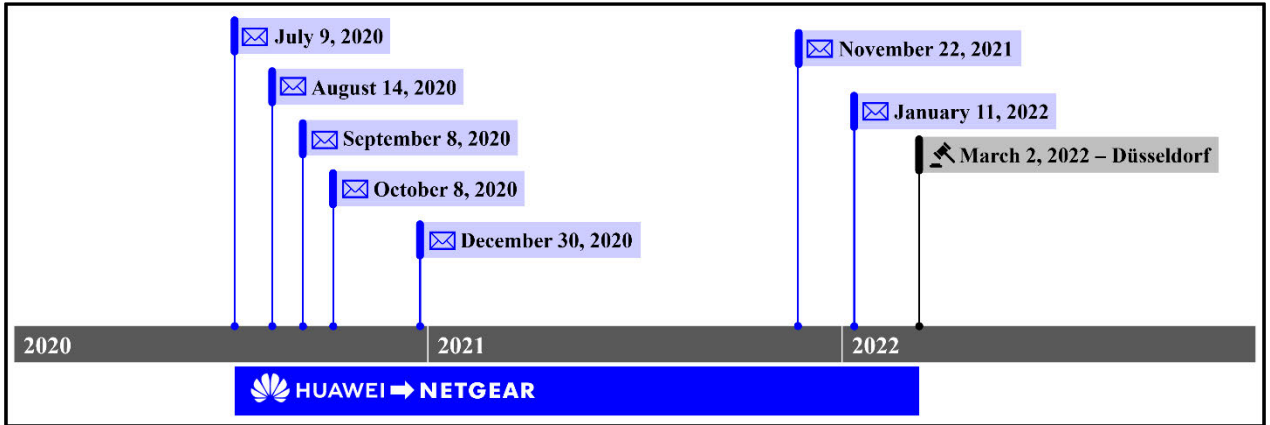 July 9, 2020
August 14, 2020
September 8, 2020
October 8, 2020
December 30, 2020
November 22, 2021
January 11, 2022
March 2, 2022 – Düsseldorf
2020
2021
2022
HUAWEI NETGEAR